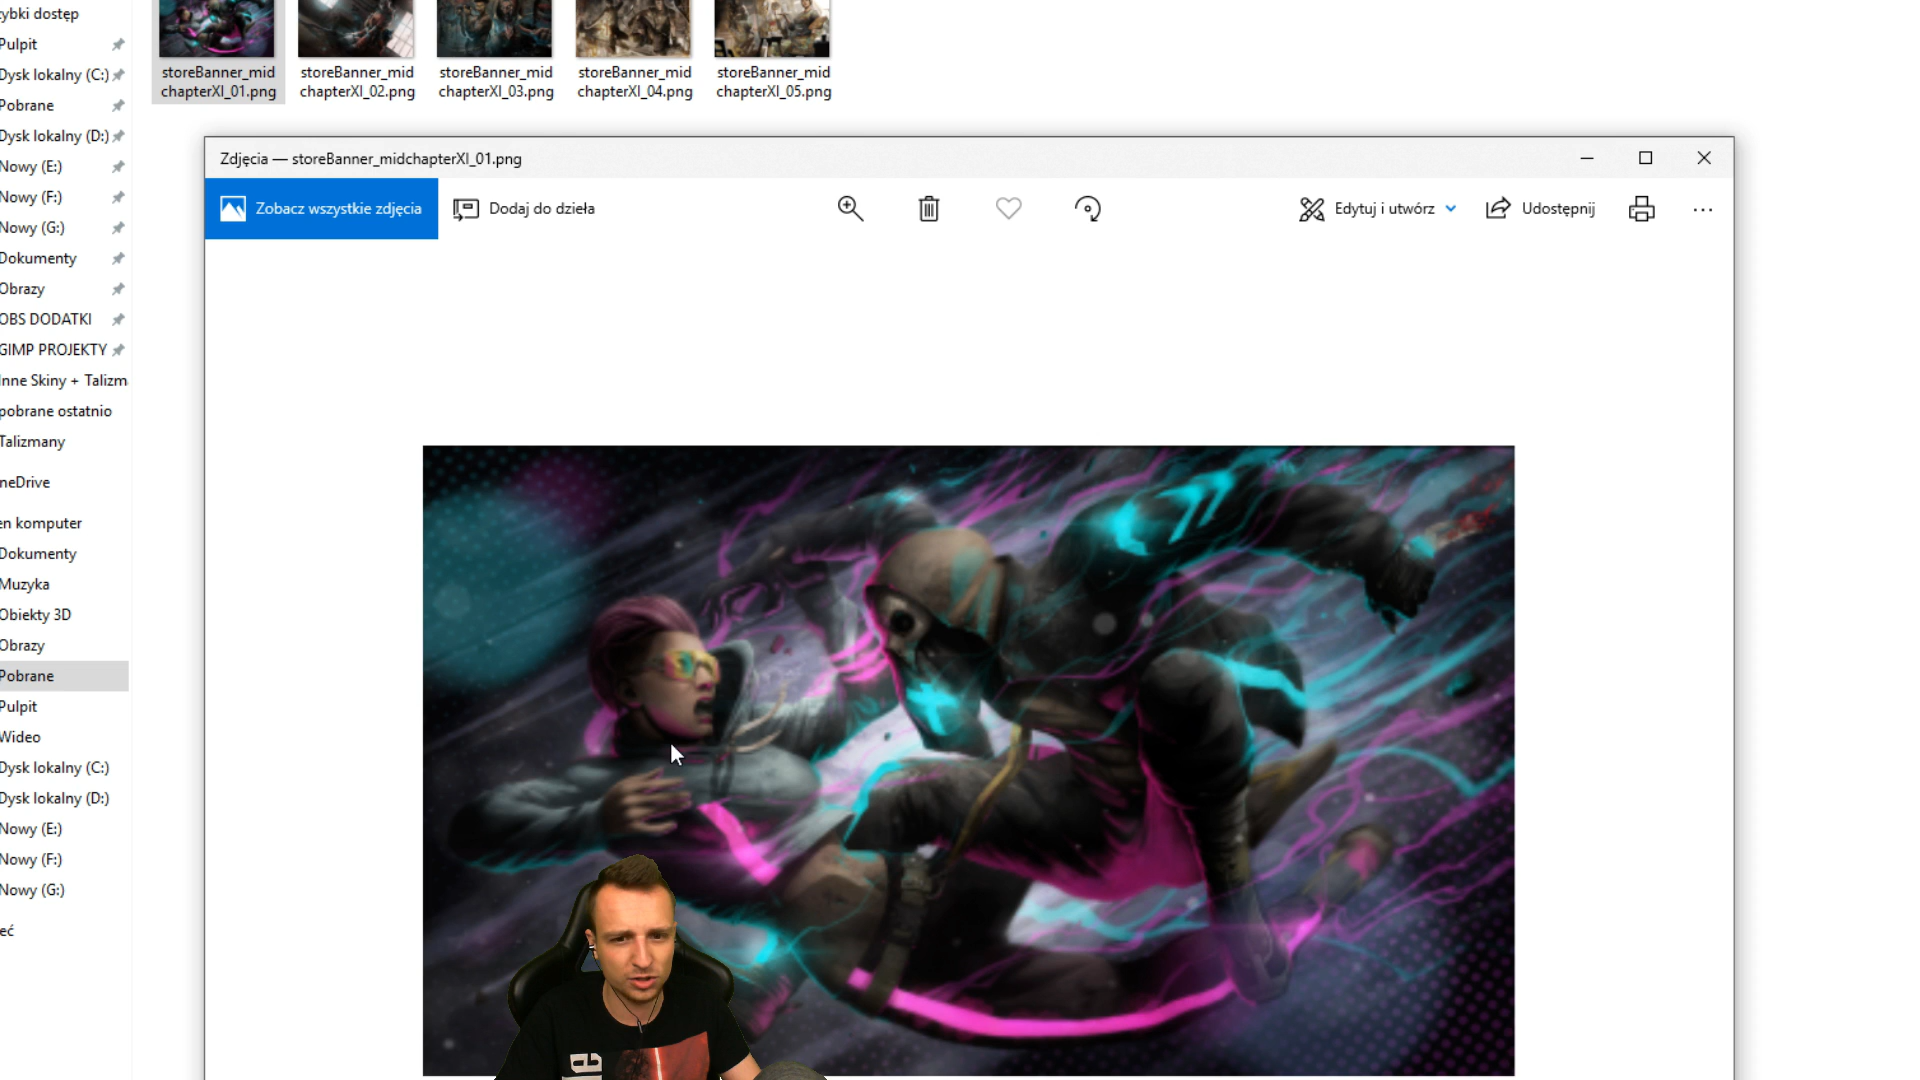 zybki dostęp
Pulpit
Dysk lokalny (C:)
Pobrane
Dysk lokalny (D:)
Nowy (E:)
Nowy (F:)
Nowy (G:)
Dokumenty
Obrazy
OBS DODATKI
GIMP PROJEKTY
Inne Skiny + Talizm
pobrane ostatnio
Talizmany
neDrive
en komputer
Dokumenty
Muzyka
Obiekty 3D
Obrazy
Pobrane
Pulpit
Wideo
Dysk lokalny (C:)
Dysk lokalny (D:)
Nowy (E:)
Nowy (F:)
Nowy (G:)
eć
storeBanner_mid
chapterXI_01.png
storeBanner_mid
chapterXI_02.png
storeBanner_mid
chapterXI_03.png
storeBanner_mid
chapterXI_04.png
storeBanner_mid
chapterXI_05.png
Zdjęcia — storeBanner_midchapterXI_01.png
Zobacz wszystkie zdjęcia
Dodaj do dzieła
Edytuj i utwórz
Udostępnij